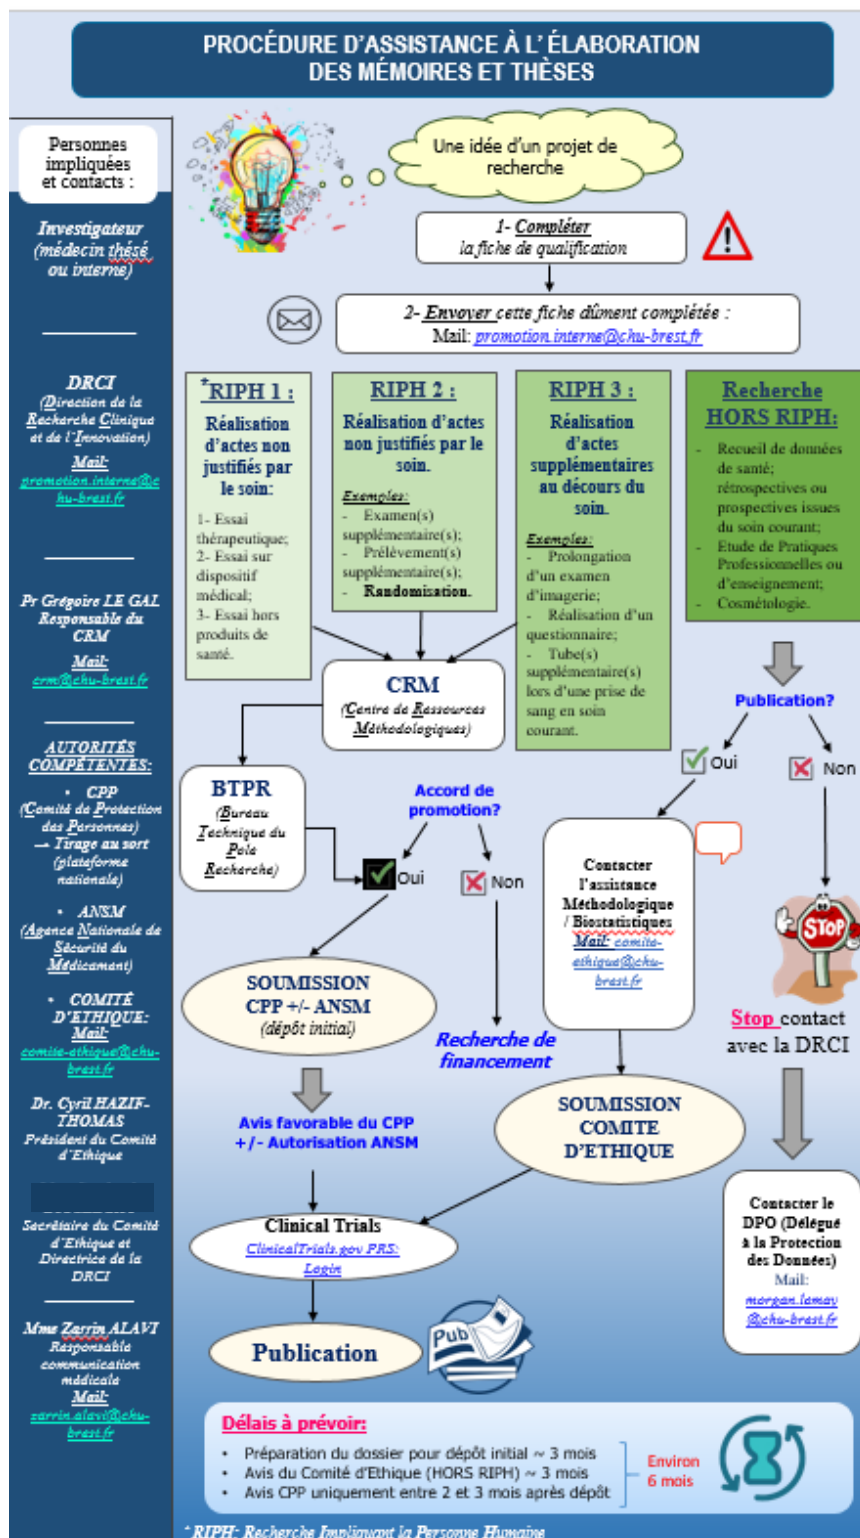 PROCÉDURE D'ASSISTANCE À L' ÉLABORATION
DES MÉMOIRES ET THÈSES
Personnes
impliquées
et contacts :
Investigateur
(médecin thésé
ou interne)
DRCI
(Direction de la
Recherche Clinique
et de l'Innovation)
Mail:
promotion.interne@c
hu-brest.fr
Pr Grégoire LE GAL
Responsable du
CRM
Mail:
crm@chu-brest.fr
AUTORITÉS
COMPÉTENTES:
• CPP
(Comité de Protection
des Personnes)
→ Tirage au sort
(plateforme
nationale)
• ANSM
(Agence Nationale de
Sécurité du
Médicament)
• COMITÉ
D'ETHIQUE:
Mail:
comite-ethique@chu-
brest.fr
Dr. Cyril HAZIF-
THOMAS
Président du Comité
d'Ethique
Secrétaire du Comité
d'Ethique et
Directrice de la
DRCI
Mme Zarrin ALAVI
Responsable
communication
médicale
Mail:
zarrin.alavi@chu-
brest.fr
Une idée d'un projet de
recherche
1- Compléter
la fiche de qualification
2- Envoyer cette fiche dûment complétée :
Mail: promotion.interne@chu-brest.fr
*RIPH 1 :
Réalisation
d'actes non
justifiés par
le soin:
1- Essai
thérapeutique;
2- Essai sur
dispositif
médical;
3- Essai hors
produits de
santé.
RIPH 2 :
Réalisation d'actes
non justifiés par le
soin.
Exemples:
- Examen(s)
supplémentaire(s);
- Prélèvement(s)
supplémentaire(s);
- Randomisation.
RIPH 3 :
Réalisation
d'actes
supplémentaires
au décours du
soin.
Exemples:
- Prolongation
d'un examen
d'imagerie;
- Réalisation d'un
questionnaire;
- Tube(s)
supplémentaire(s)
lors d'une prise de
sang en soin
courant.
Recherche
HORS RIPH:
- Recueil de données
de santé;
rétrospectives ou
prospectives issues
du soin courant;
- Etude de Pratiques
Professionnelles ou
d'enseignement;
- Cosmétologie.
CRM
(Centre de Ressources
Méthodologiques)
BTPR
(Bureau
Technique du
Pole
Recherche)
Accord de
promotion?
Oui
Non
SOUMISSION
CPP +/- ANSM
(dépôt initial)
Recherche de
financement
Avis favorable du CPP
+/- Autorisation ANSM
Publication?
Oui
Non
Contacter
l'assistance
Méthodologique
/ Biostatistiques
Mail: comite-
ethique@chu-
brest.fr
STOP
Stop contact
avec la DRCI
SOUMISSION
COMITE
D'ETHIQUE
Contacter le
DPO (Délégué
à la Protection
des Données)
Mail:
morgan.lemay
@chu-brest.fr
Clinical Trials
ClinicalTrials.gov PRS:
Login
Publication
Pub
Délais à prévoir:
• Préparation du dossier pour dépôt initial ~ 3 mois
• Avis du Comité d'Ethique (HORS RIPH) ~ 3 mois
• Avis CPP uniquement entre 2 et 3 mois après dépôt
Environ
6 mois
* RIPH: Recherche Impliquant la Personne Humaine